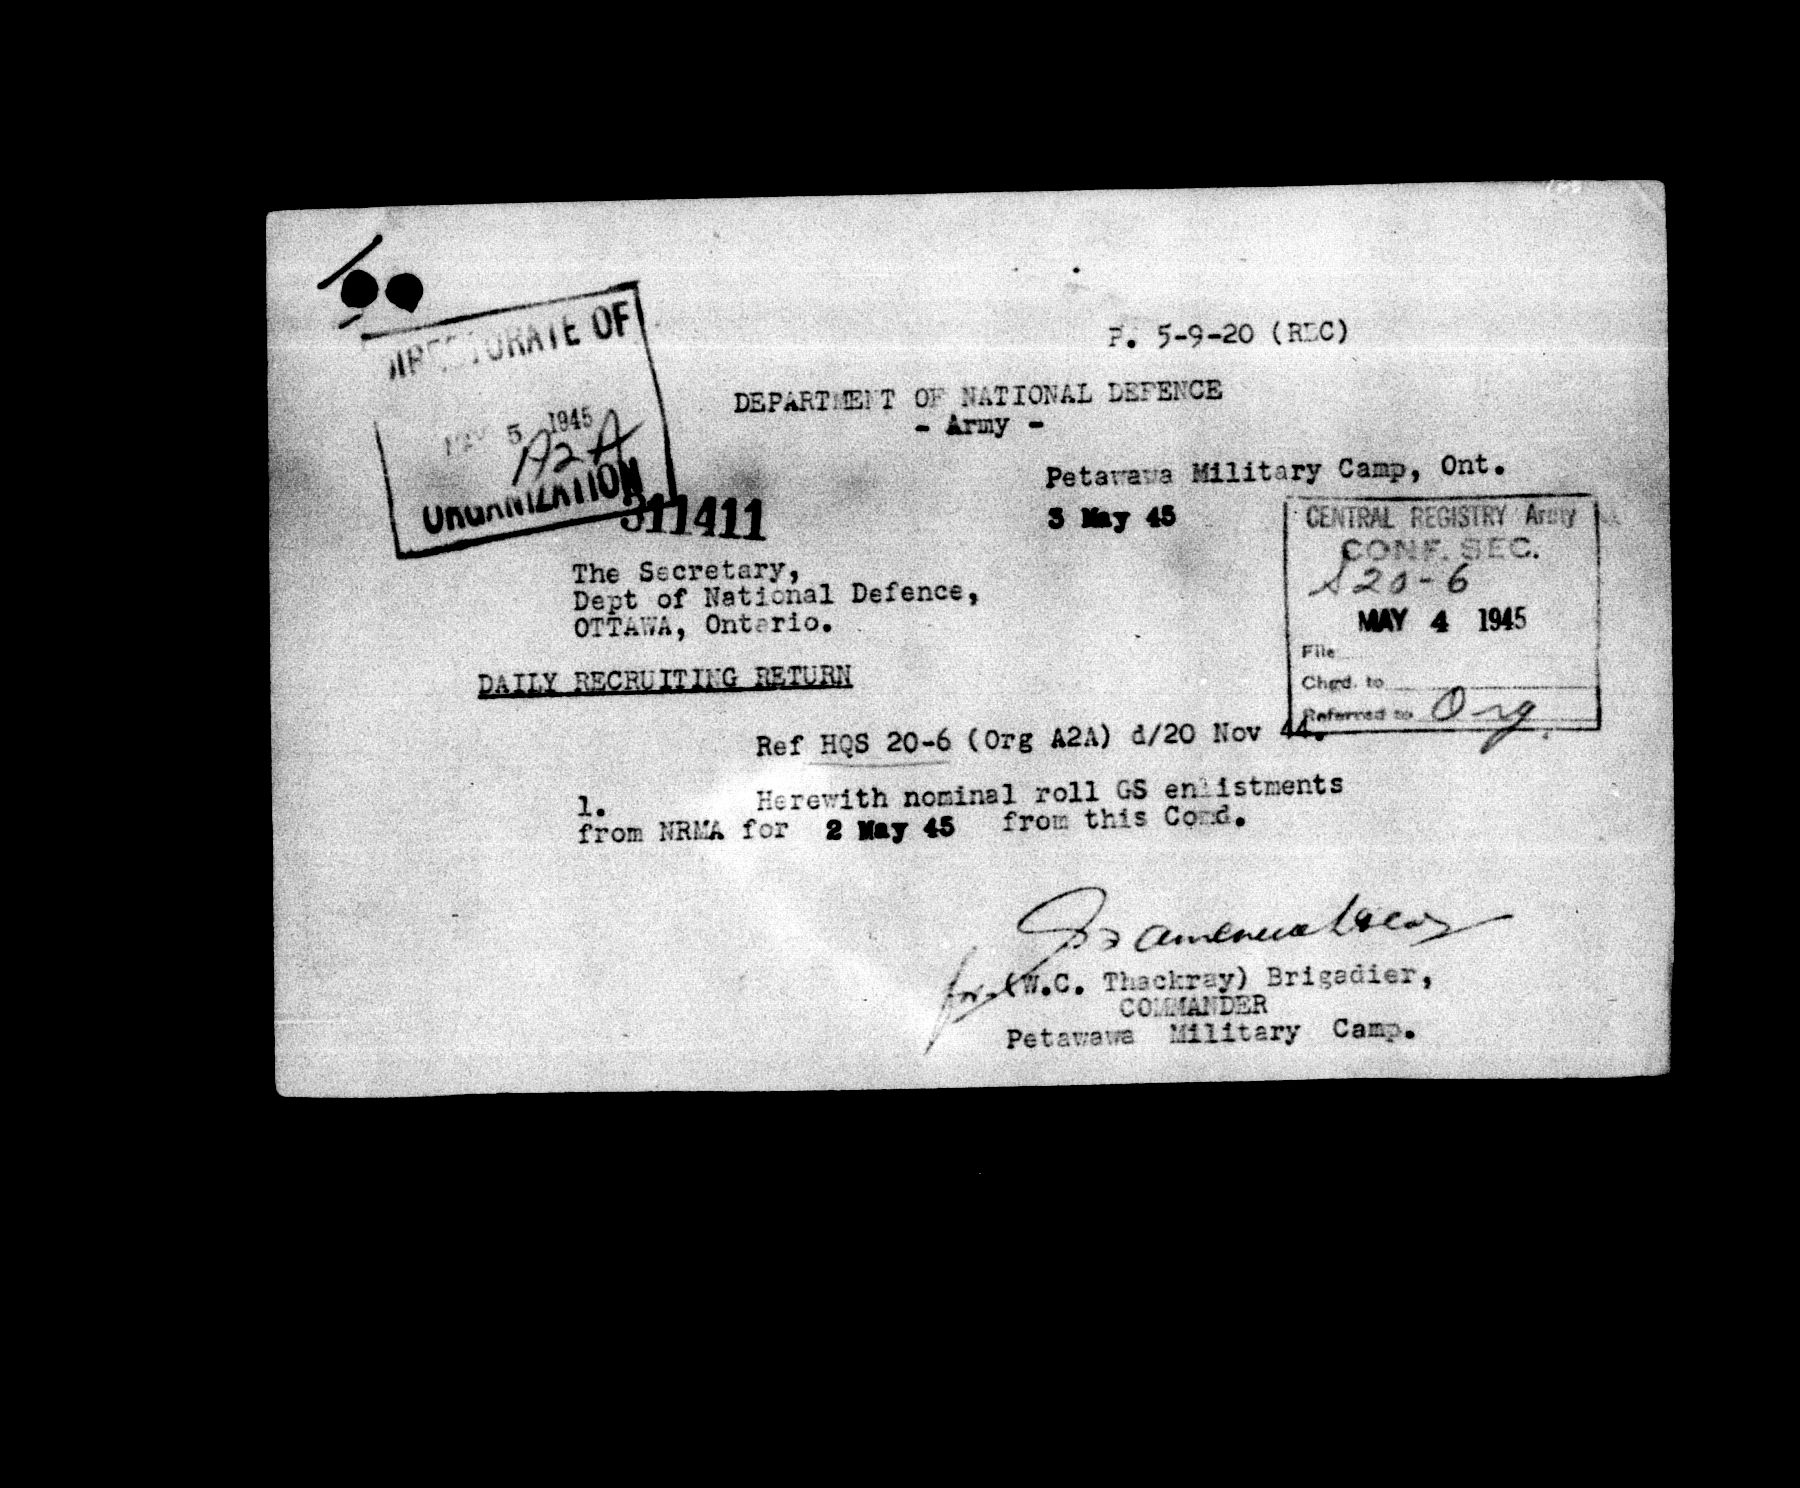 P. 5-9-20 (REC)
DEPARTMENT OF NATIONAL DEFENCE
- Army -
DIRECTORATE OF
MAY 5 1945
A2A
ORGANIZATION
311411
Petawawa Military Camp, Ont.
3 May 45
CENTRAL REGISTRY Army
CONF. SEC.
S20-6
MAY 4 1945
File
Chgd. to
Referred to Org.
The Secretary,
Dept of National Defence,
OTTAWA, Ontario.
DAILY RECRUITING RETURN
Ref HQS 20-6 (Org A2A) d/20 Nov 44.
1. Herewith nominal roll GS enlistments
from NRMA for 2 May 45 from this Comd.
for (W.C. Thackray) Brigadier,
COMMANDER
Petawawa Military Camp.